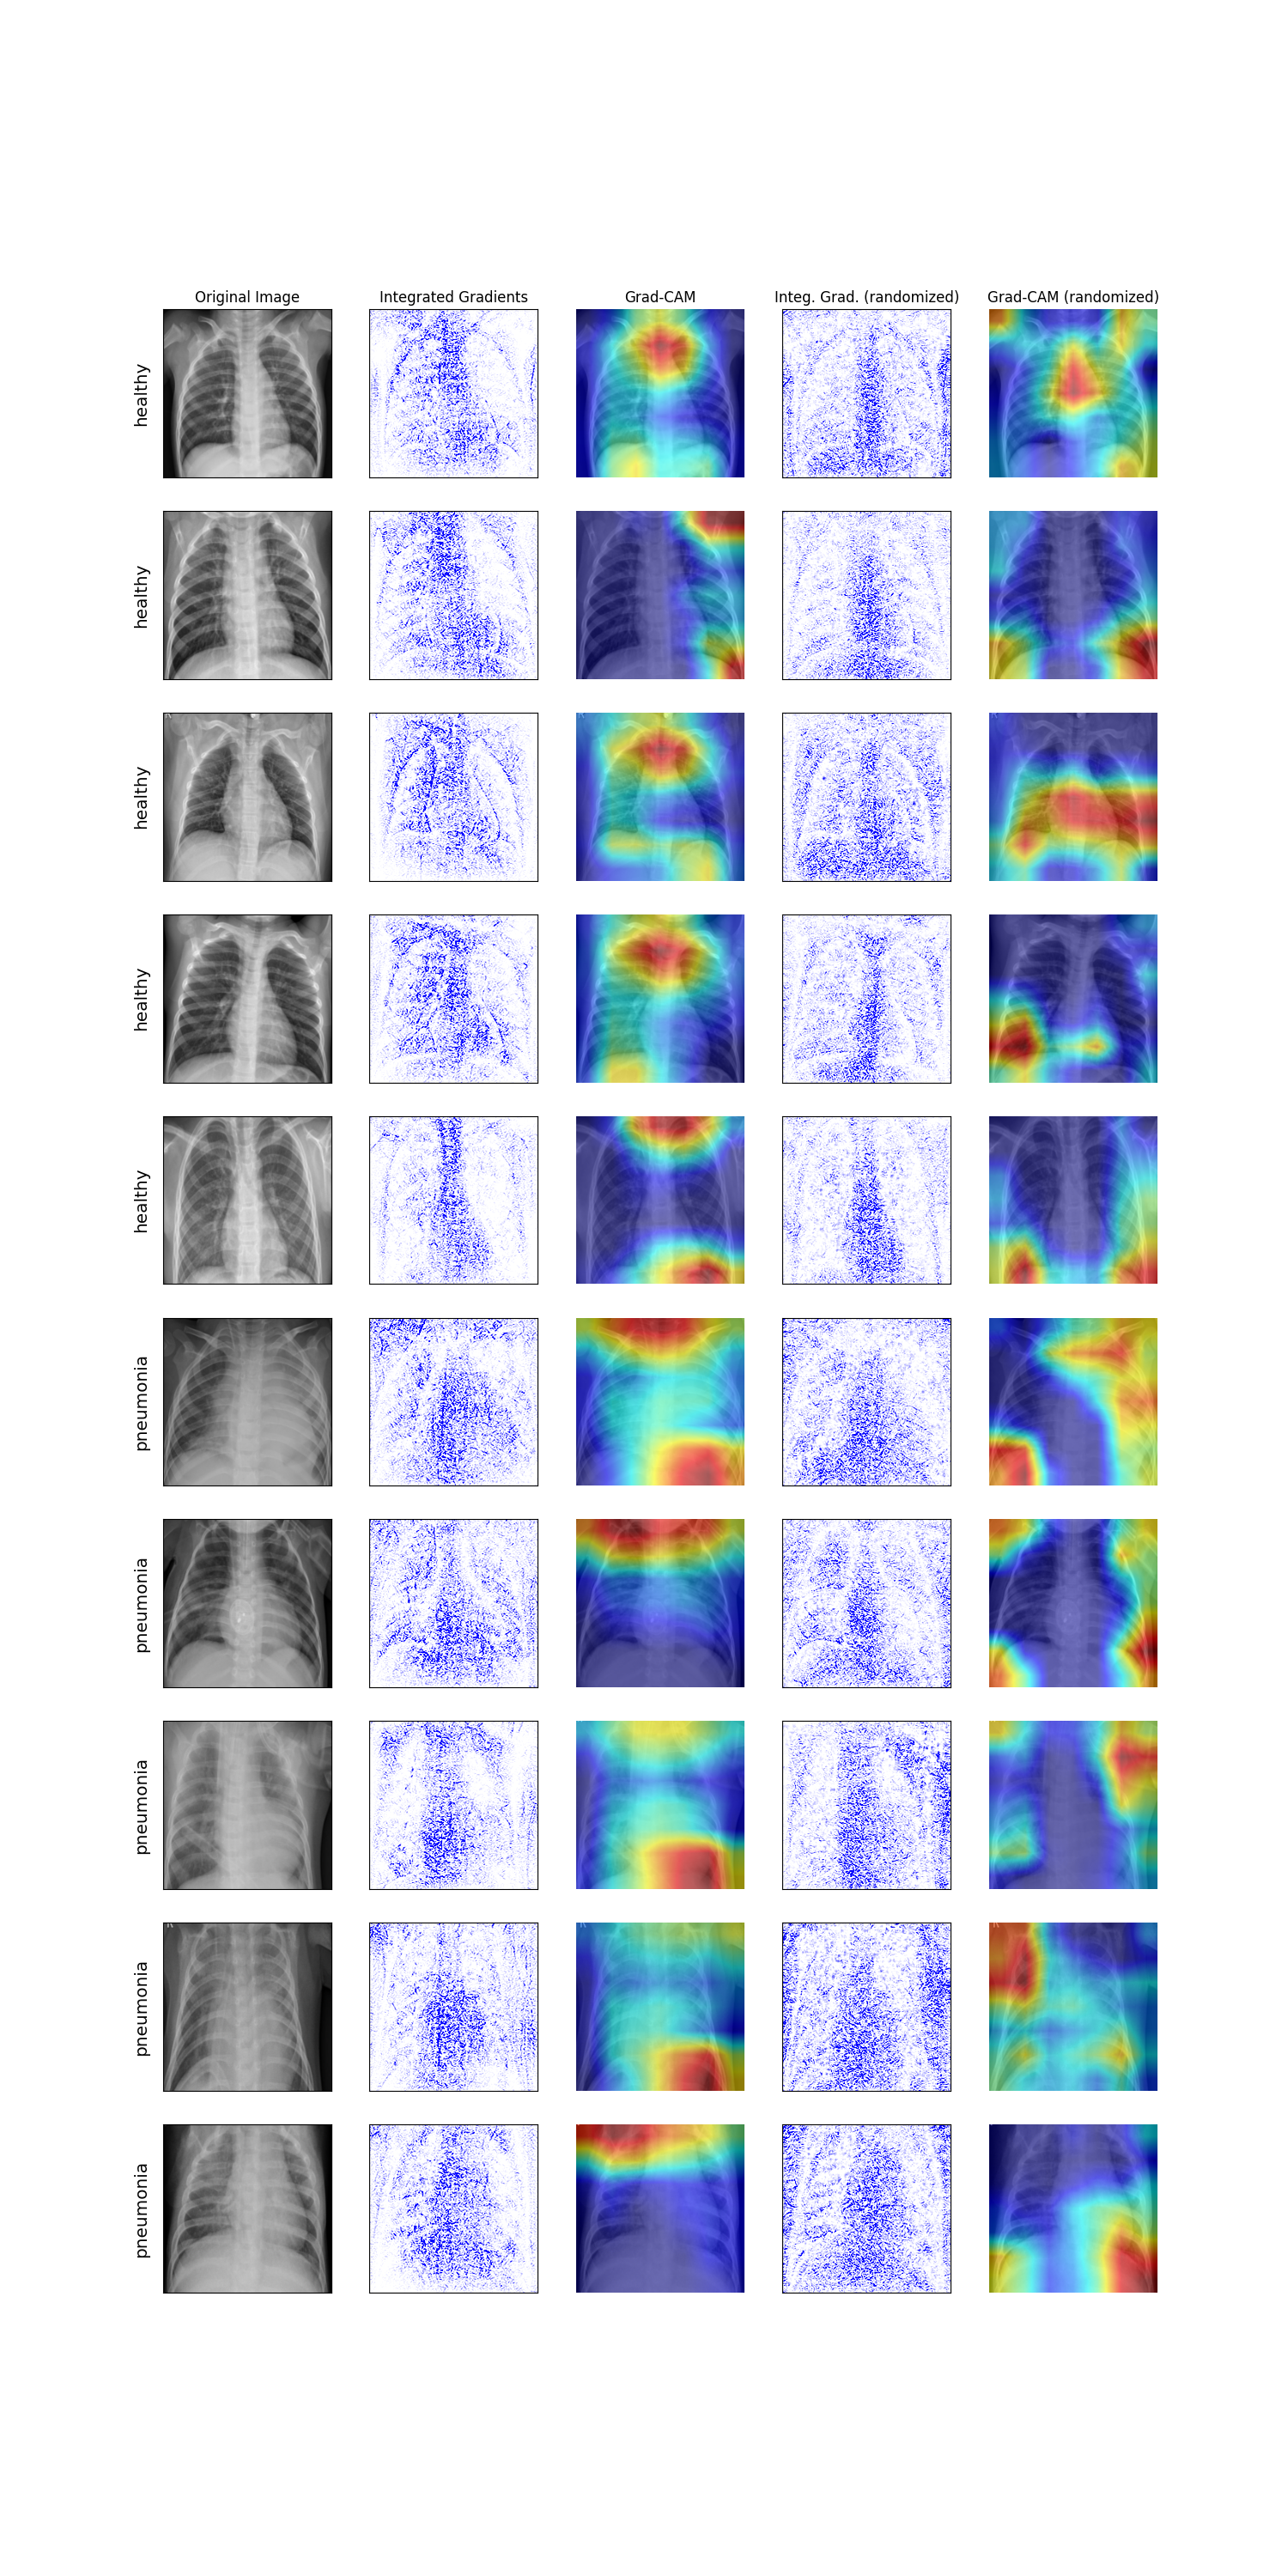 Original Image Integrated Gradients Grad-CAM Integ. Grad. (randomized) Grad-CAM (randomized)
healthy
healthy
R
healthy
healthy
healthy
pneumonia
pneumonia
pneumonia
R
pneumonia
pneumonia